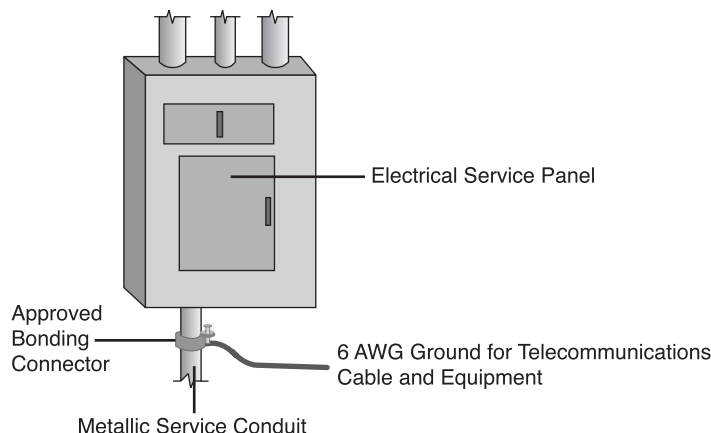 Electrical Service Panel
Approved
Bonding
Connector
6 AWG Ground for Telecommunications
Cable and Equipment
Metallic Service Conduit